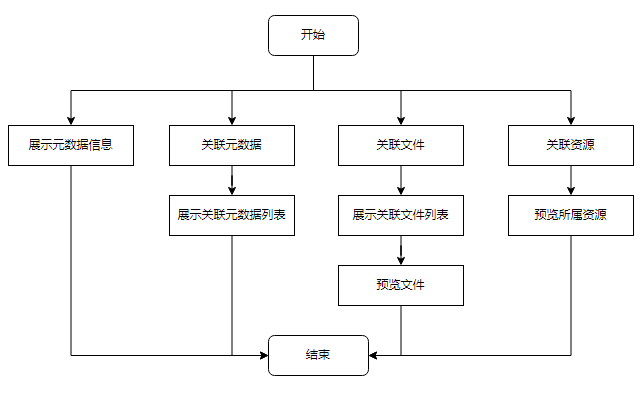 开始
展示元数据信息
关联元数据
关联文件
关联资源
展示关联元数据列表
展示关联文件列表
预览所属资源
预览文件
结束